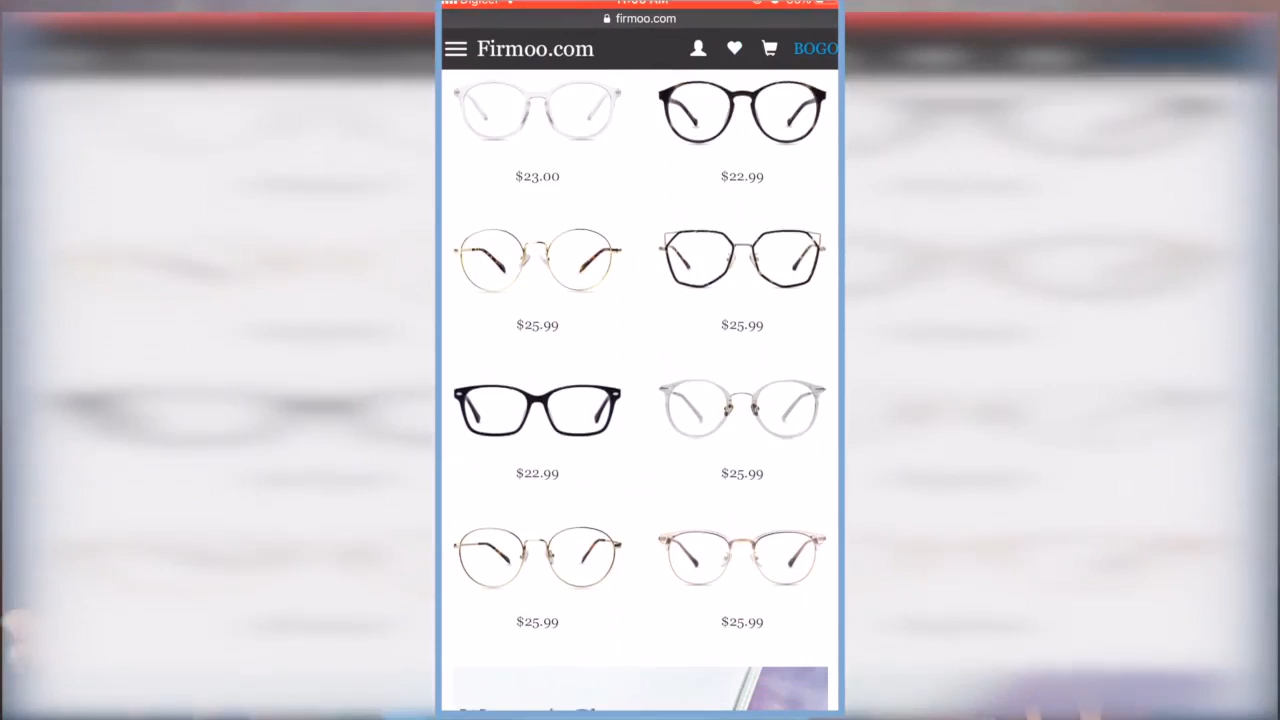 firmoo.com
Firmoo.com BOGO
$23.00 $22.99
$25.99 $25.99
$22.99 $25.99
$25.99 $25.99